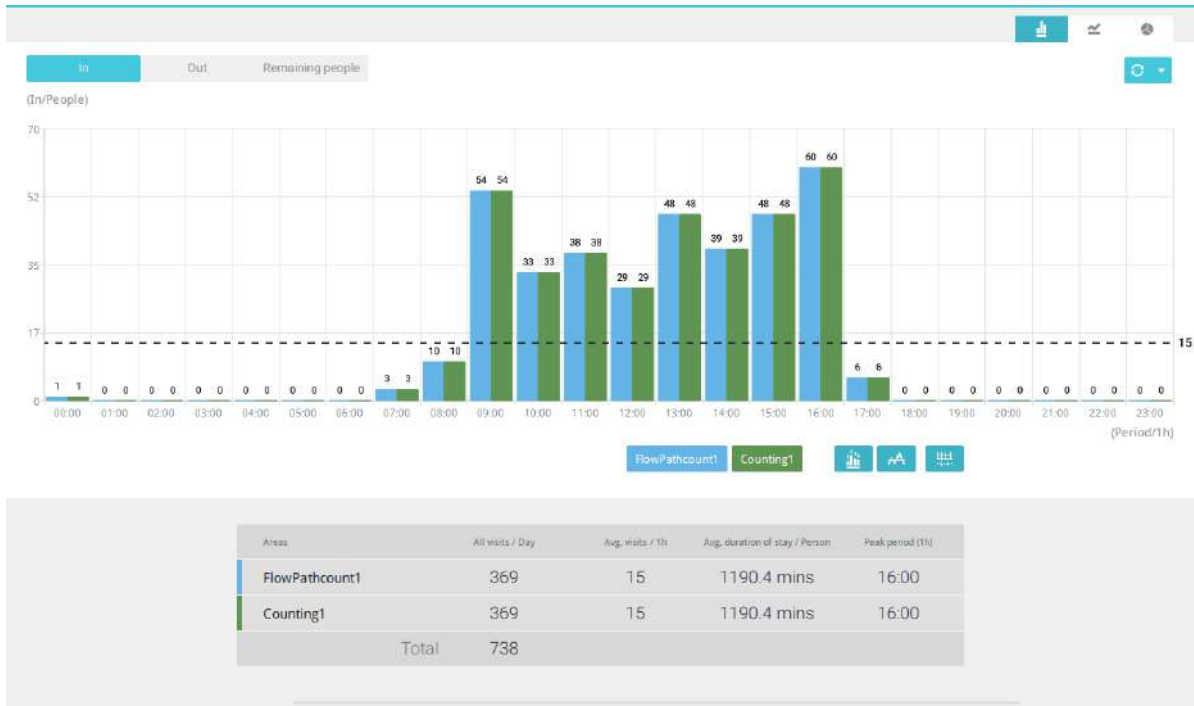 In Out Remaining people
(In/People)
70
60 60
54 54
52
48 48 48 48
39 39
38 38
35
33 33
29 29
17
15
10 10
6 6
3 3
1 1 0 0 0 0 0 0 0 0 0 0 0 0 0 0 0 0 0 0 0 0 0 0 0 0
0
00:00 01:00 02:00 03:00 04:00 05:00 06:00 07:00 08:00 09:00 10:00 11:00 12:00 13:00 14:00 15:00 16:00 17:00 18:00 19:00 20:00 21:00 22:00 23:00
(Period/1h)
FlowPathcount1 Counting1
Areas All visits / Day Avg. visits / 1h Avg. duration of stay / Person Peak period (1h)
FlowPathcount1 369 15 1190.4 mins 16:00
Counting1 369 15 1190.4 mins 16:00
Total 738